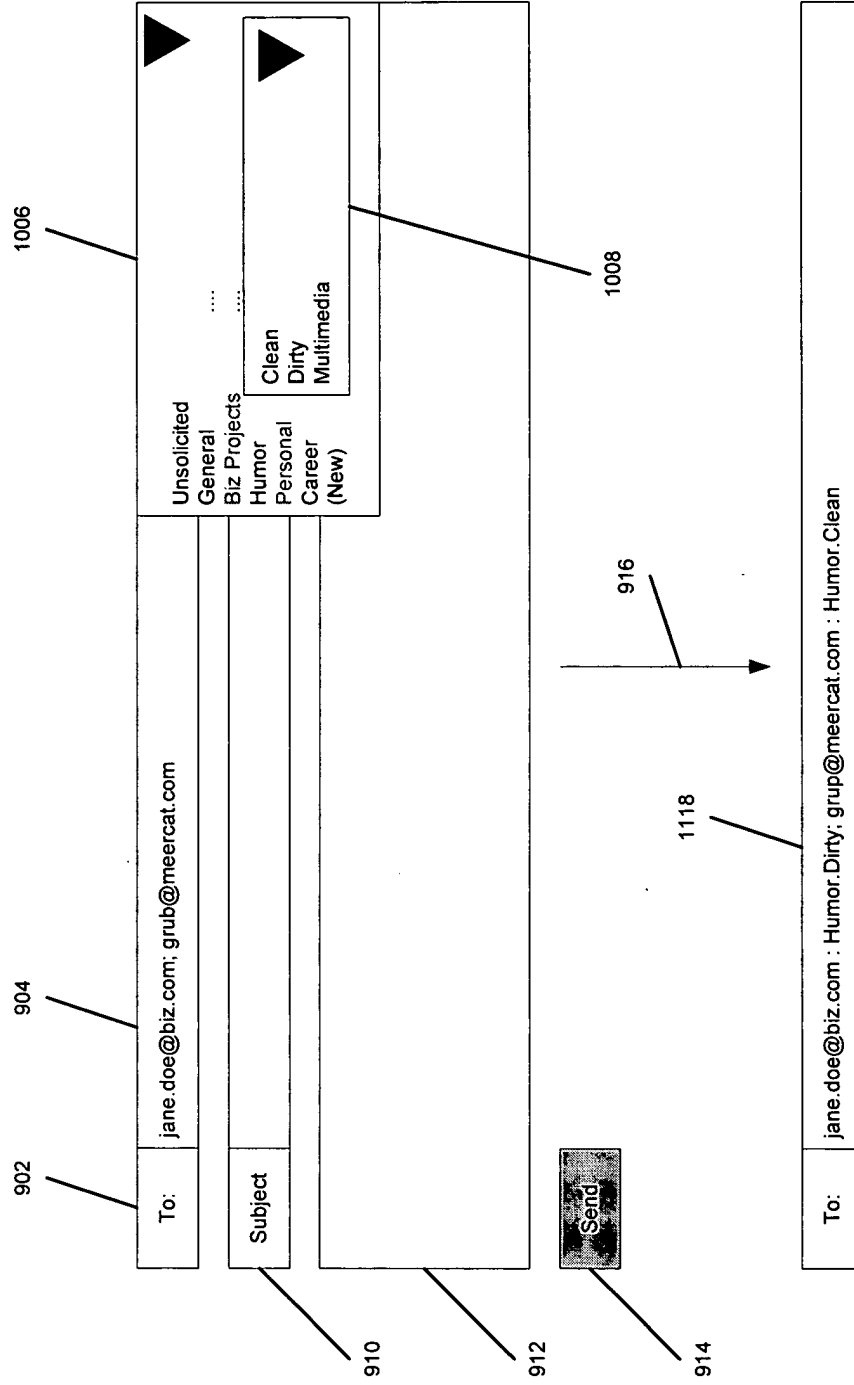 902
904
1006
To:
jane.doe@biz.com; grub@meercat.com
Unsolicited
General ....
Biz Projects ....
Humor
Personal
Career
(New)
Clean
Dirty
Multimedia
Subject
910
912
1008
Send
914
916
1118
To:
jane.doe@biz.com : Humor.Dirty; grup@meercat.com : Humor.Clean